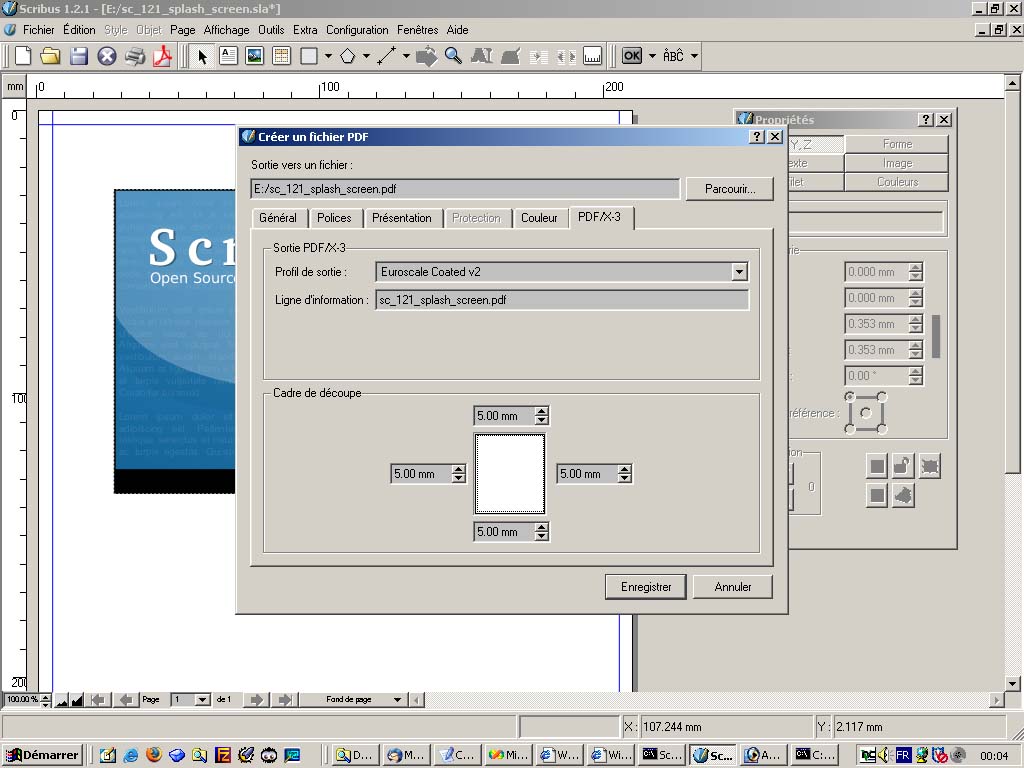 Scribus 1.2.1 - [E:/sc_121_splash_screen.sla*]
Fichier Édition Style Objet Page Affichage Outils Extra Configuration Fenêtres Aide
OK ÀBĈ
mm 0 100 200
0
100
200
Propriétés
Y,Z Forme
exte Image
ilet Couleurs
rie
0.000 mm
0.000 mm
0.353 mm
0.353 mm
0.00 °
référence :
0
Scr
Open Source
Créer un fichier PDF
Sortie vers un fichier :
E:/sc_121_splash_screen.pdf Parcourir...
Général Polices Présentation Protection Couleur PDF/X-3
Sortie PDF/X-3
Profil de sortie : Euroscale Coated v2
Ligne d'information : sc_121_splash_screen.pdf
Cadre de découpe
5.00 mm
5.00 mm 5.00 mm
5.00 mm
Enregistrer Annuler
100.00 % Page 1 de 1 Fond de page
X : 107.244 mm Y : 2.117 mm
Démarrer D... M... C... Mi... W... Wi... Sc... Sc... A... C:... FR 00:04